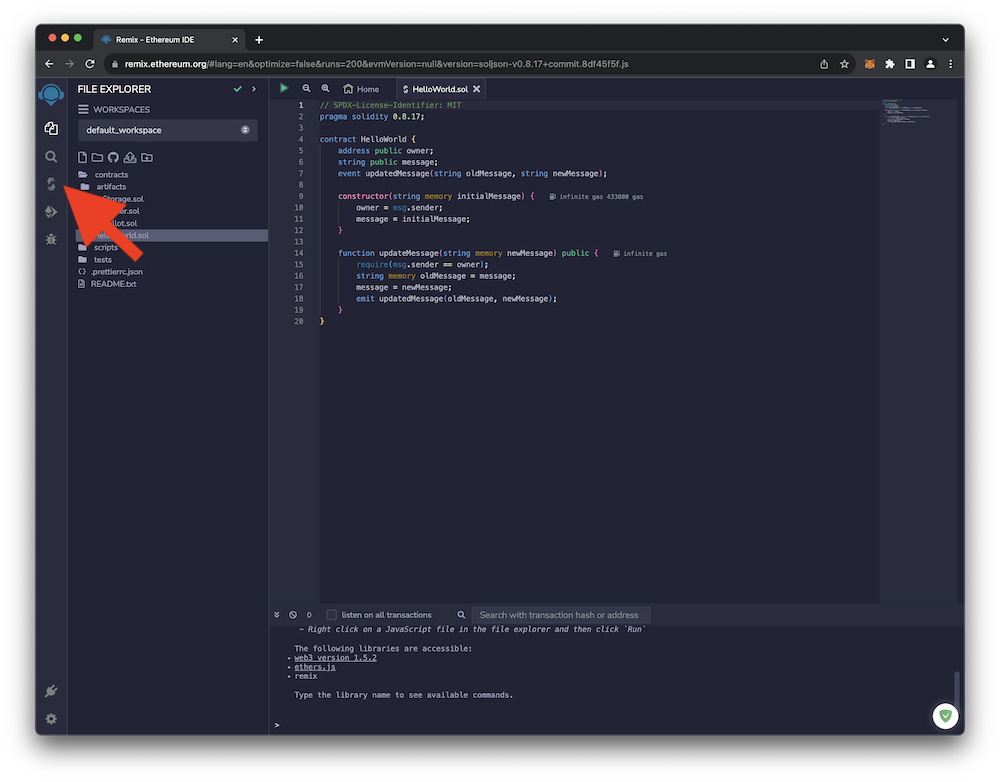 Remix - Ethereum IDE
remix.ethereum.org/#lang=en&optimize=false&runs=200&evmVersion=null&version=soljson-v0.8.17+commit.8df45f5f.js
FILE EXPLORER
WORKSPACES
default_workspace
contracts
artifacts
Storage.sol
er.sol
llot.sol
rld.sol
scripts
tests
.prettierrc.json
README.txt
Home
HelloWorld.sol
1 // SPDX-License-Identifier: MIT
2 pragma solidity 0.8.17;
3
4 contract HelloWorld {
5 address public owner;
6 string public message;
7 event updatedMessage(string oldMessage, string newMessage);
8
9 constructor(string memory initialMessage) { infinite gas 433800 gas
10 owner = msg.sender;
11 message = initialMessage;
12 }
13
14 function updateMessage(string memory newMessage) public { infinite gas
15 require(msg.sender == owner);
16 string memory oldMessage = message;
17 message = newMessage;
18 emit updatedMessage(oldMessage, newMessage);
19 }
20 }
0 listen on all transactions Search with transaction hash or address
- Right click on a JavaScript file in the file explorer and then click `Run`
The following libraries are accessible:
• web3 version 1.5.2
• ethers.js
• remix
Type the library name to see available commands.
>